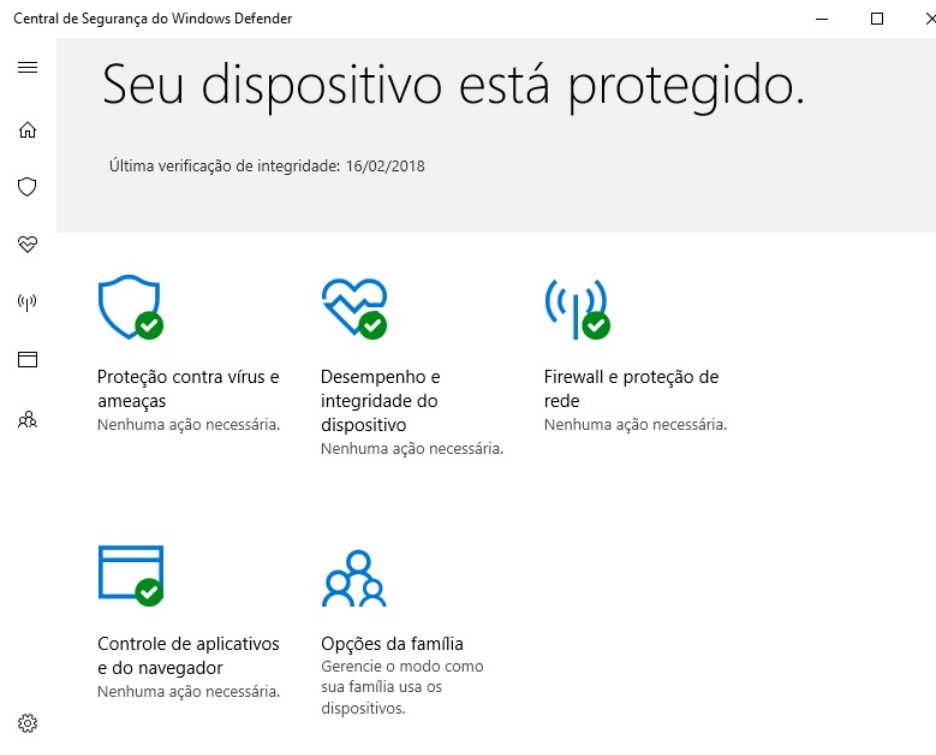 Central de Segurança do Windows Defender
Seu dispositivo está protegido.
Última verificação de integridade: 16/02/2018
Proteção contra vírus e
ameaças
Nenhuma ação necessária.
Desempenho e
integridade do
dispositivo
Nenhuma ação necessária.
Firewall e proteção de
rede
Nenhuma ação necessária.
Controle de aplicativos
e do navegador
Nenhuma ação necessária.
Opções da família
Gerencie o modo como
sua família usa os
dispositivos.